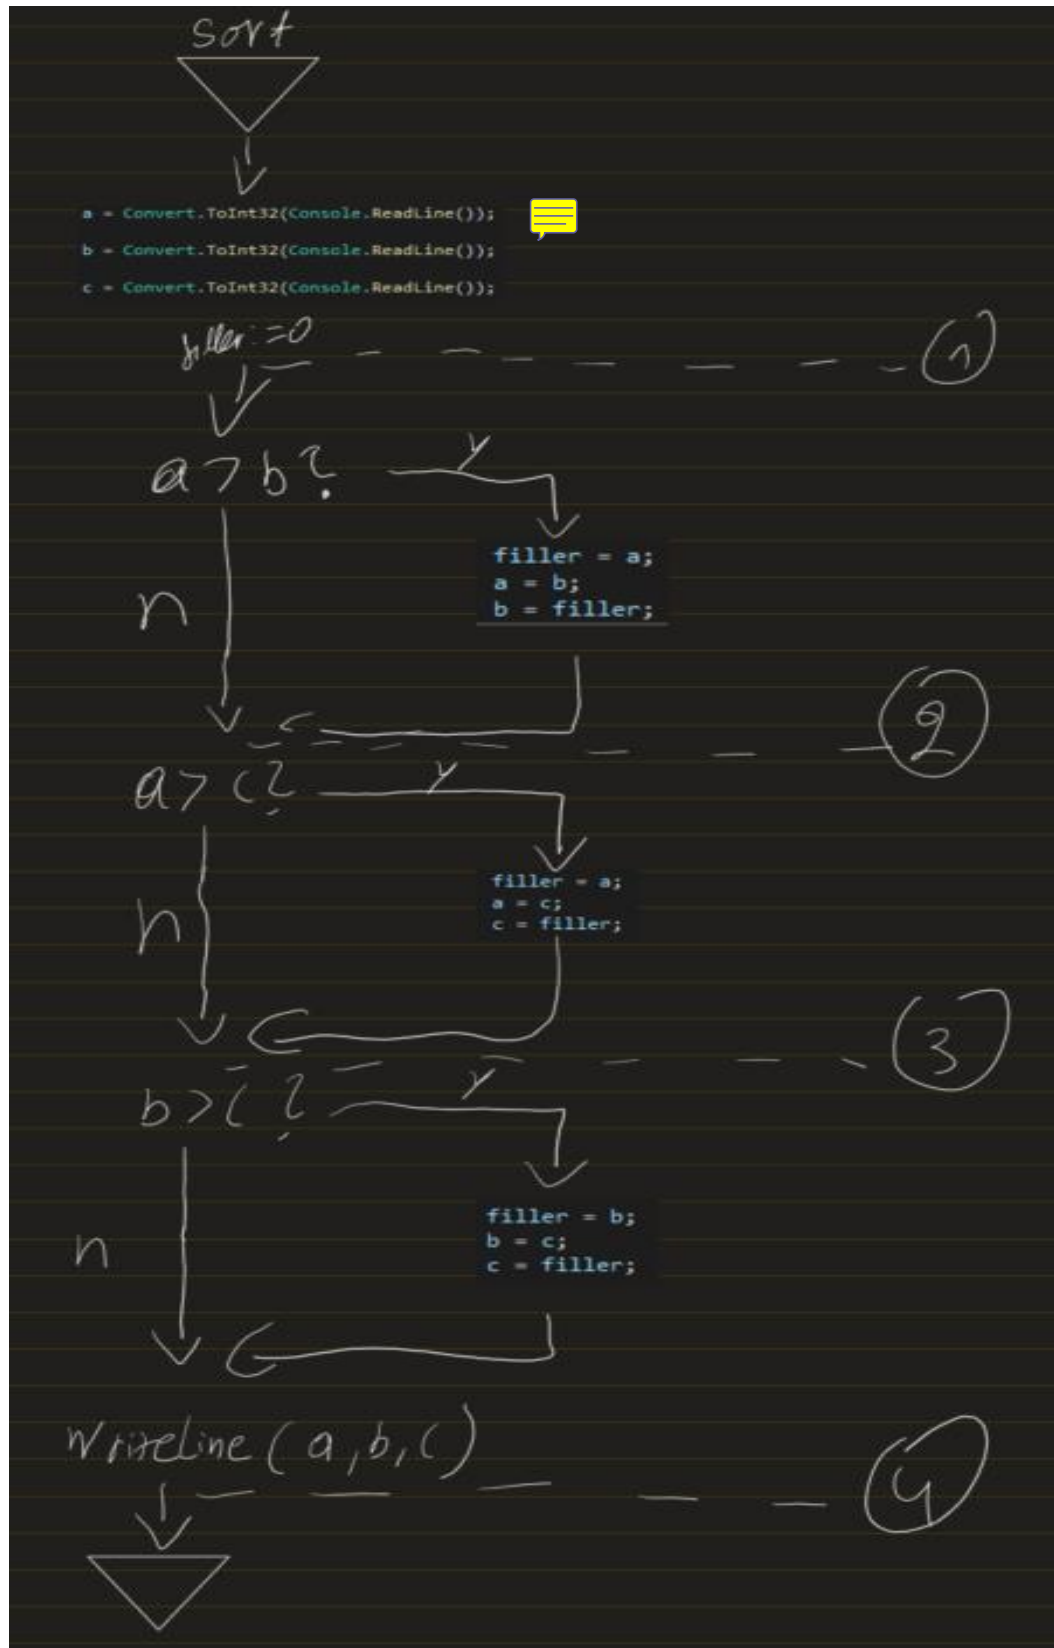 Sort
a = Convert.ToInt32(Console.ReadLine());
b = Convert.ToInt32(Console.ReadLine());
c = Convert.ToInt32(Console.ReadLine());
filler:=0
1
a>b?
y
filler = a;
a = b;
b = filler;
n
2
a>c?
y
filler = a;
a = c;
c = filler;
n
3
b>c?
y
filler = b;
b = c;
c = filler;
n
Writeline(a,b,c)
4